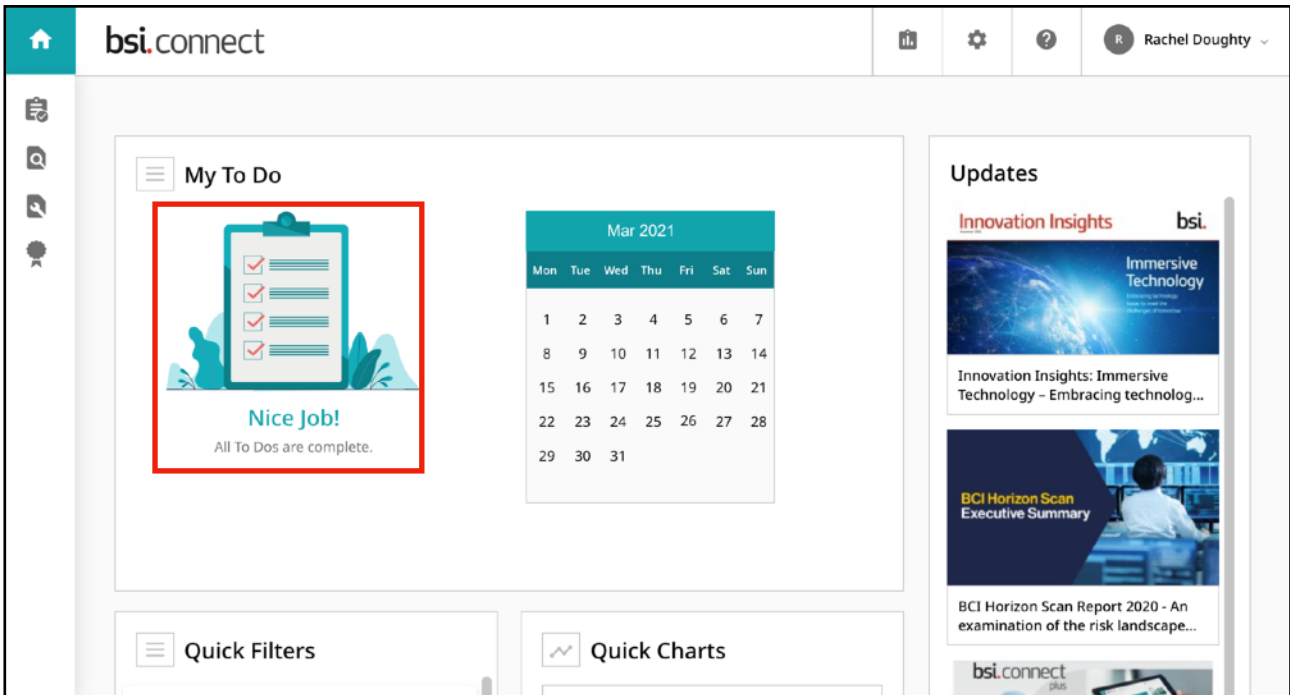 bsi.connect
R Rachel Doughty
My To Do
Nice Job!
All To Dos are complete.
Mar 2021
Mon Tue Wed Thu Fri Sat Sun
1 2 3 4 5 6 7
8 9 10 11 12 13 14
15 16 17 18 19 20 21
22 23 24 25 26 27 28
29 30 31
Quick Filters
Quick Charts
Updates
Innovation Insights bsi.
Immersive
Technology
Innovation Insights: Immersive
Technology – Embracing technolog...
BCI Horizon Scan
Executive Summary
BCI Horizon Scan Report 2020 - An
examination of the risk landscape...
bsi.connect
plus